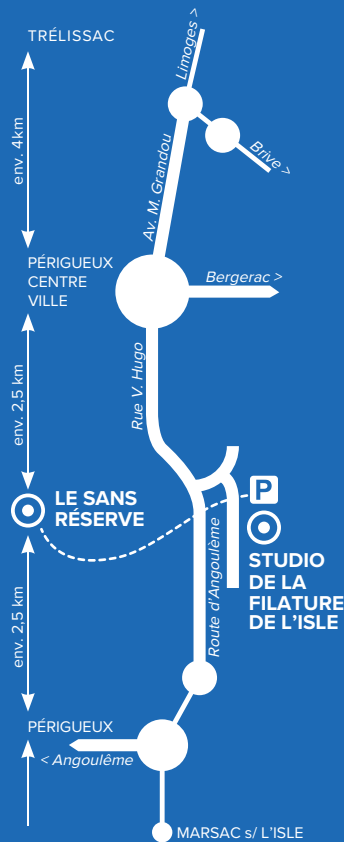 TRÉLISSAC
Limoges >
env. 4km
Av. M. Grandou
Brive >
PÉRIGUEUX
CENTRE
VILLE
Bergerac >
env. 2,5 km
Rue V. Hugo
LE SANS
RÉSERVE
P
STUDIO
DE LA
FILATURE
DE L'ISLE
Route d'Angoulème
env. 2,5 km
PÉRIGUEUX
< Angoulême
MARSAC s/ L'ISLE